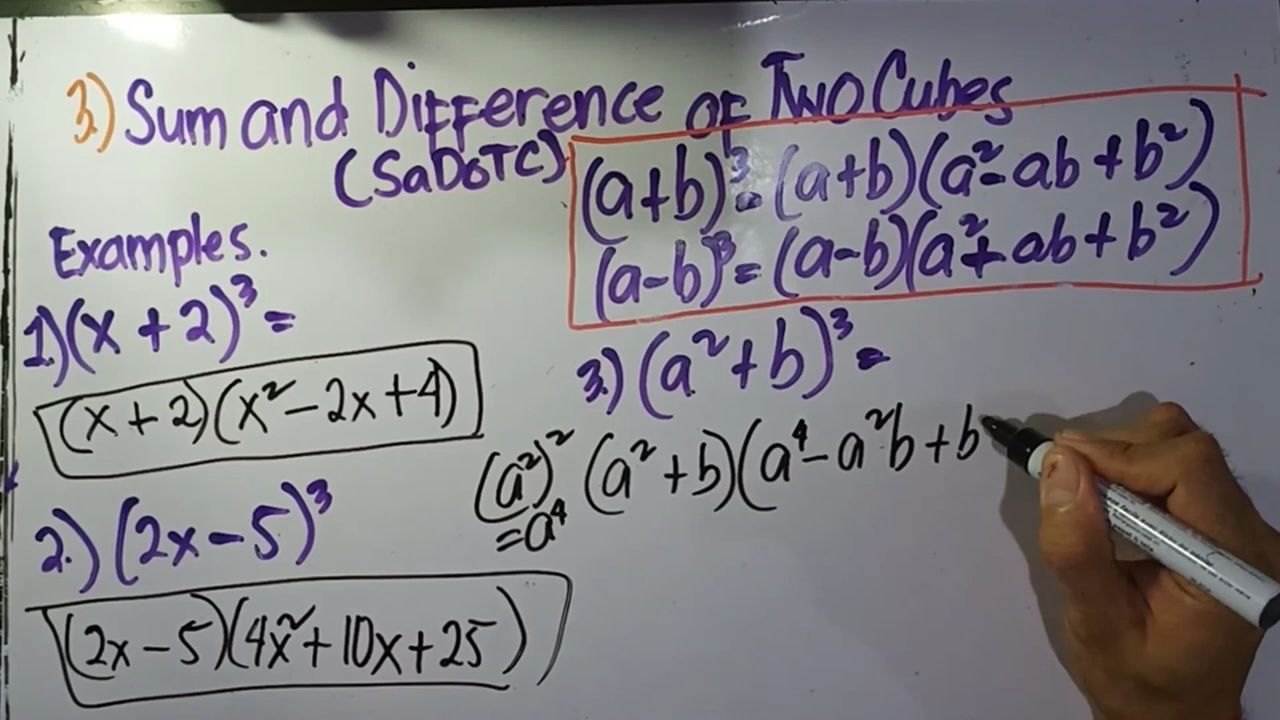 3.) Sum and Difference of Two Cubes
(SaDoTC)
(a+b)³ = (a+b)(a² - ab + b²)
(a-b)³ = (a-b)(a² + ab + b²)
Examples.
1.) (x + 2)³ =
(x + 2)(x² - 2x + 4)
2.) (2x - 5)³
(2x - 5)(4x² + 10x + 25)
3.) (a² + b)³ =
(a²)² (a² + b)(a⁴ - a²b + b
= a⁴